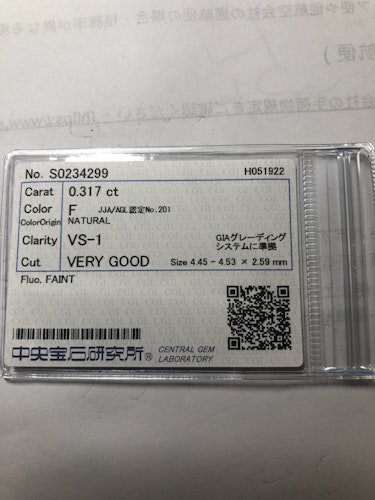 No. S0234299 H051922
Carat 0.317 ct
Color F JJA/AGL認定No.201
ColorOrigin NATURAL
Clarity VS-1 GIAグレーディング
システムに準拠
Cut VERY GOOD Size 4.45 - 4.53 × 2.59 mm
Fluo. FAINT
中央宝石研究所® CENTRAL GEM
LABORATORY